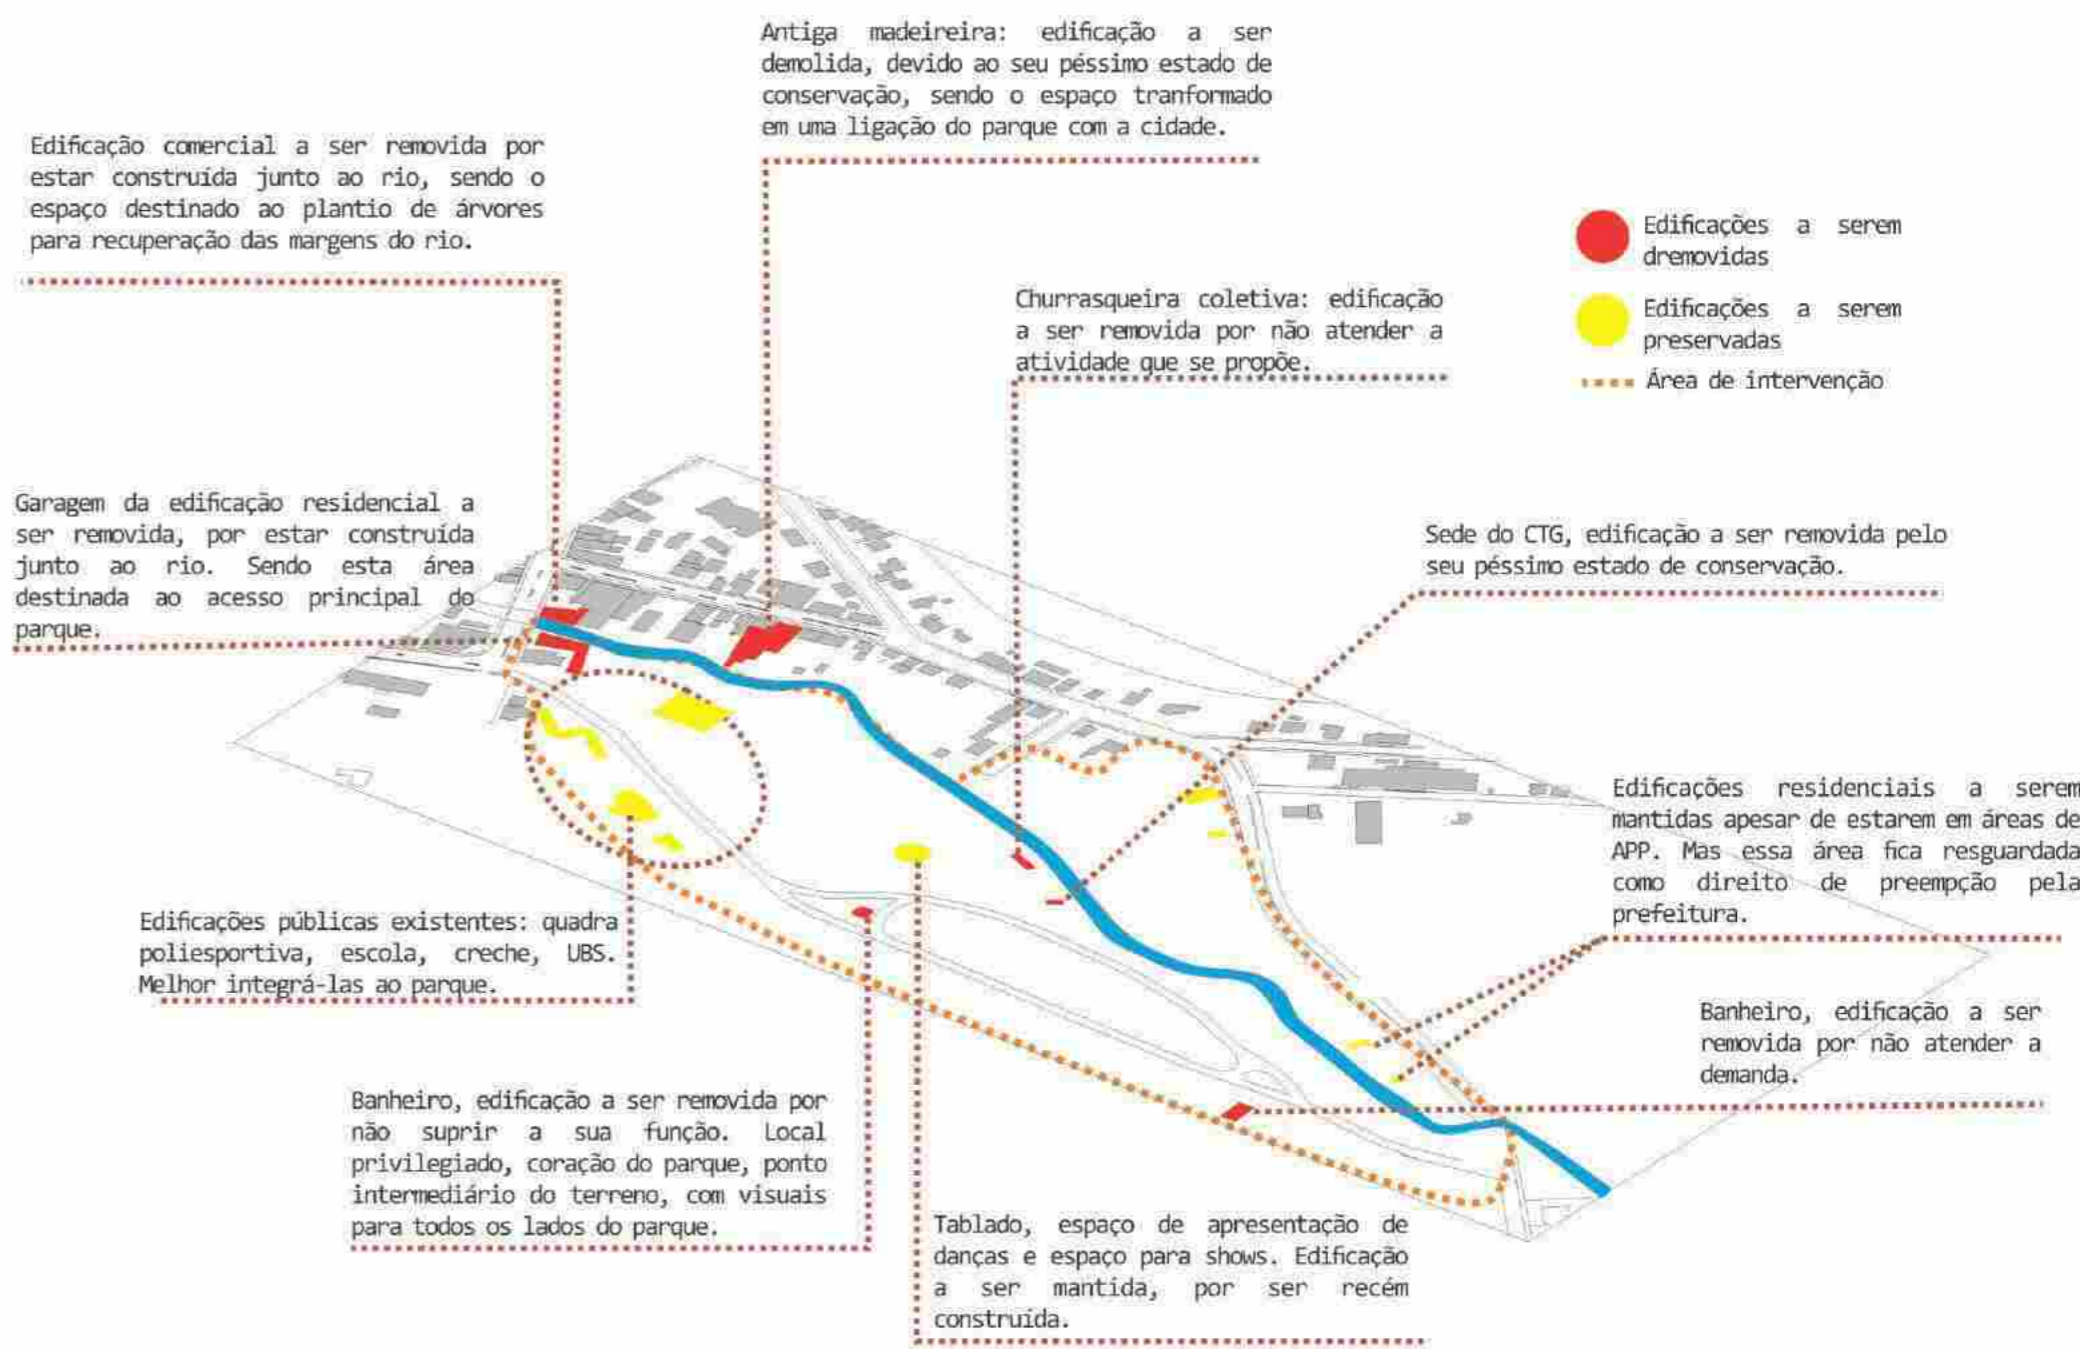 Antiga madeireira: edificação a ser
demolida, devido ao seu péssimo estado de
conservação, sendo o espaço tranformado
em uma ligação do parque com a cidade.
Edificação comercial a ser removida por
estar construída junto ao rio, sendo o
espaço destinado ao plantio de árvores
para recuperação das margens do rio.
Edificações a serem
dremovidas
Edificações a serem
preservadas
Área de intervenção
Churrasqueira coletiva: edificação
a ser removida por não atender a
atividade que se propõe.
Garagem da edificação residencial a
ser removida, por estar construída
junto ao rio. Sendo esta área
destinada ao acesso principal do
parque.
Sede do CTG, edificação a ser removida pelo
seu péssimo estado de conservação.
Edificações residenciais a serem
mantidas apesar de estarem em áreas de
APP. Mas essa área fica resguardada
como direito de preempção pela
prefeitura.
Edificações públicas existentes: quadra
poliesportiva, escola, creche, UBS.
Melhor integrá-las ao parque.
Banheiro, edificação a ser
removida por não atender a
demanda.
Banheiro, edificação a ser removida por
não suprir a sua função. Local
privilegiado, coração do parque, ponto
intermediário do terreno, com visuais
para todos os lados do parque.
Tablado, espaço de apresentação de
danças e espaço para shows. Edificação
a ser mantida, por ser recém
construída.